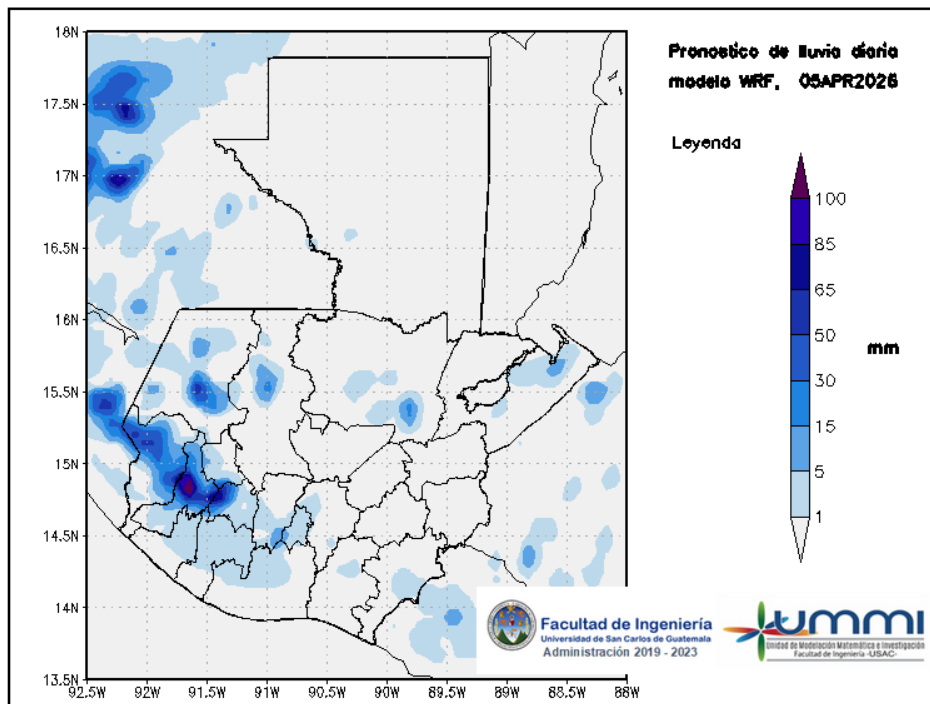 Pronostico de lluvia diaria
modelo WRF, 05APR2026
Leyenda
100
85
65
50
30
15
5
1
mm
18N
17.5N
17N
16.5N
16N
15.5N
15N
14.5N
14N
13.5N
92.5W
92W
91.5W
91W
90.5W
90W
89.5W
89W
88.5W
88W
Facultad de Ingeniería
Universidad de San Carlos de Guatemala
Administración 2019 - 2023
ummi
Unidad de Modelación Matemática e Investigación
Facultad de Ingeniería -USAC-